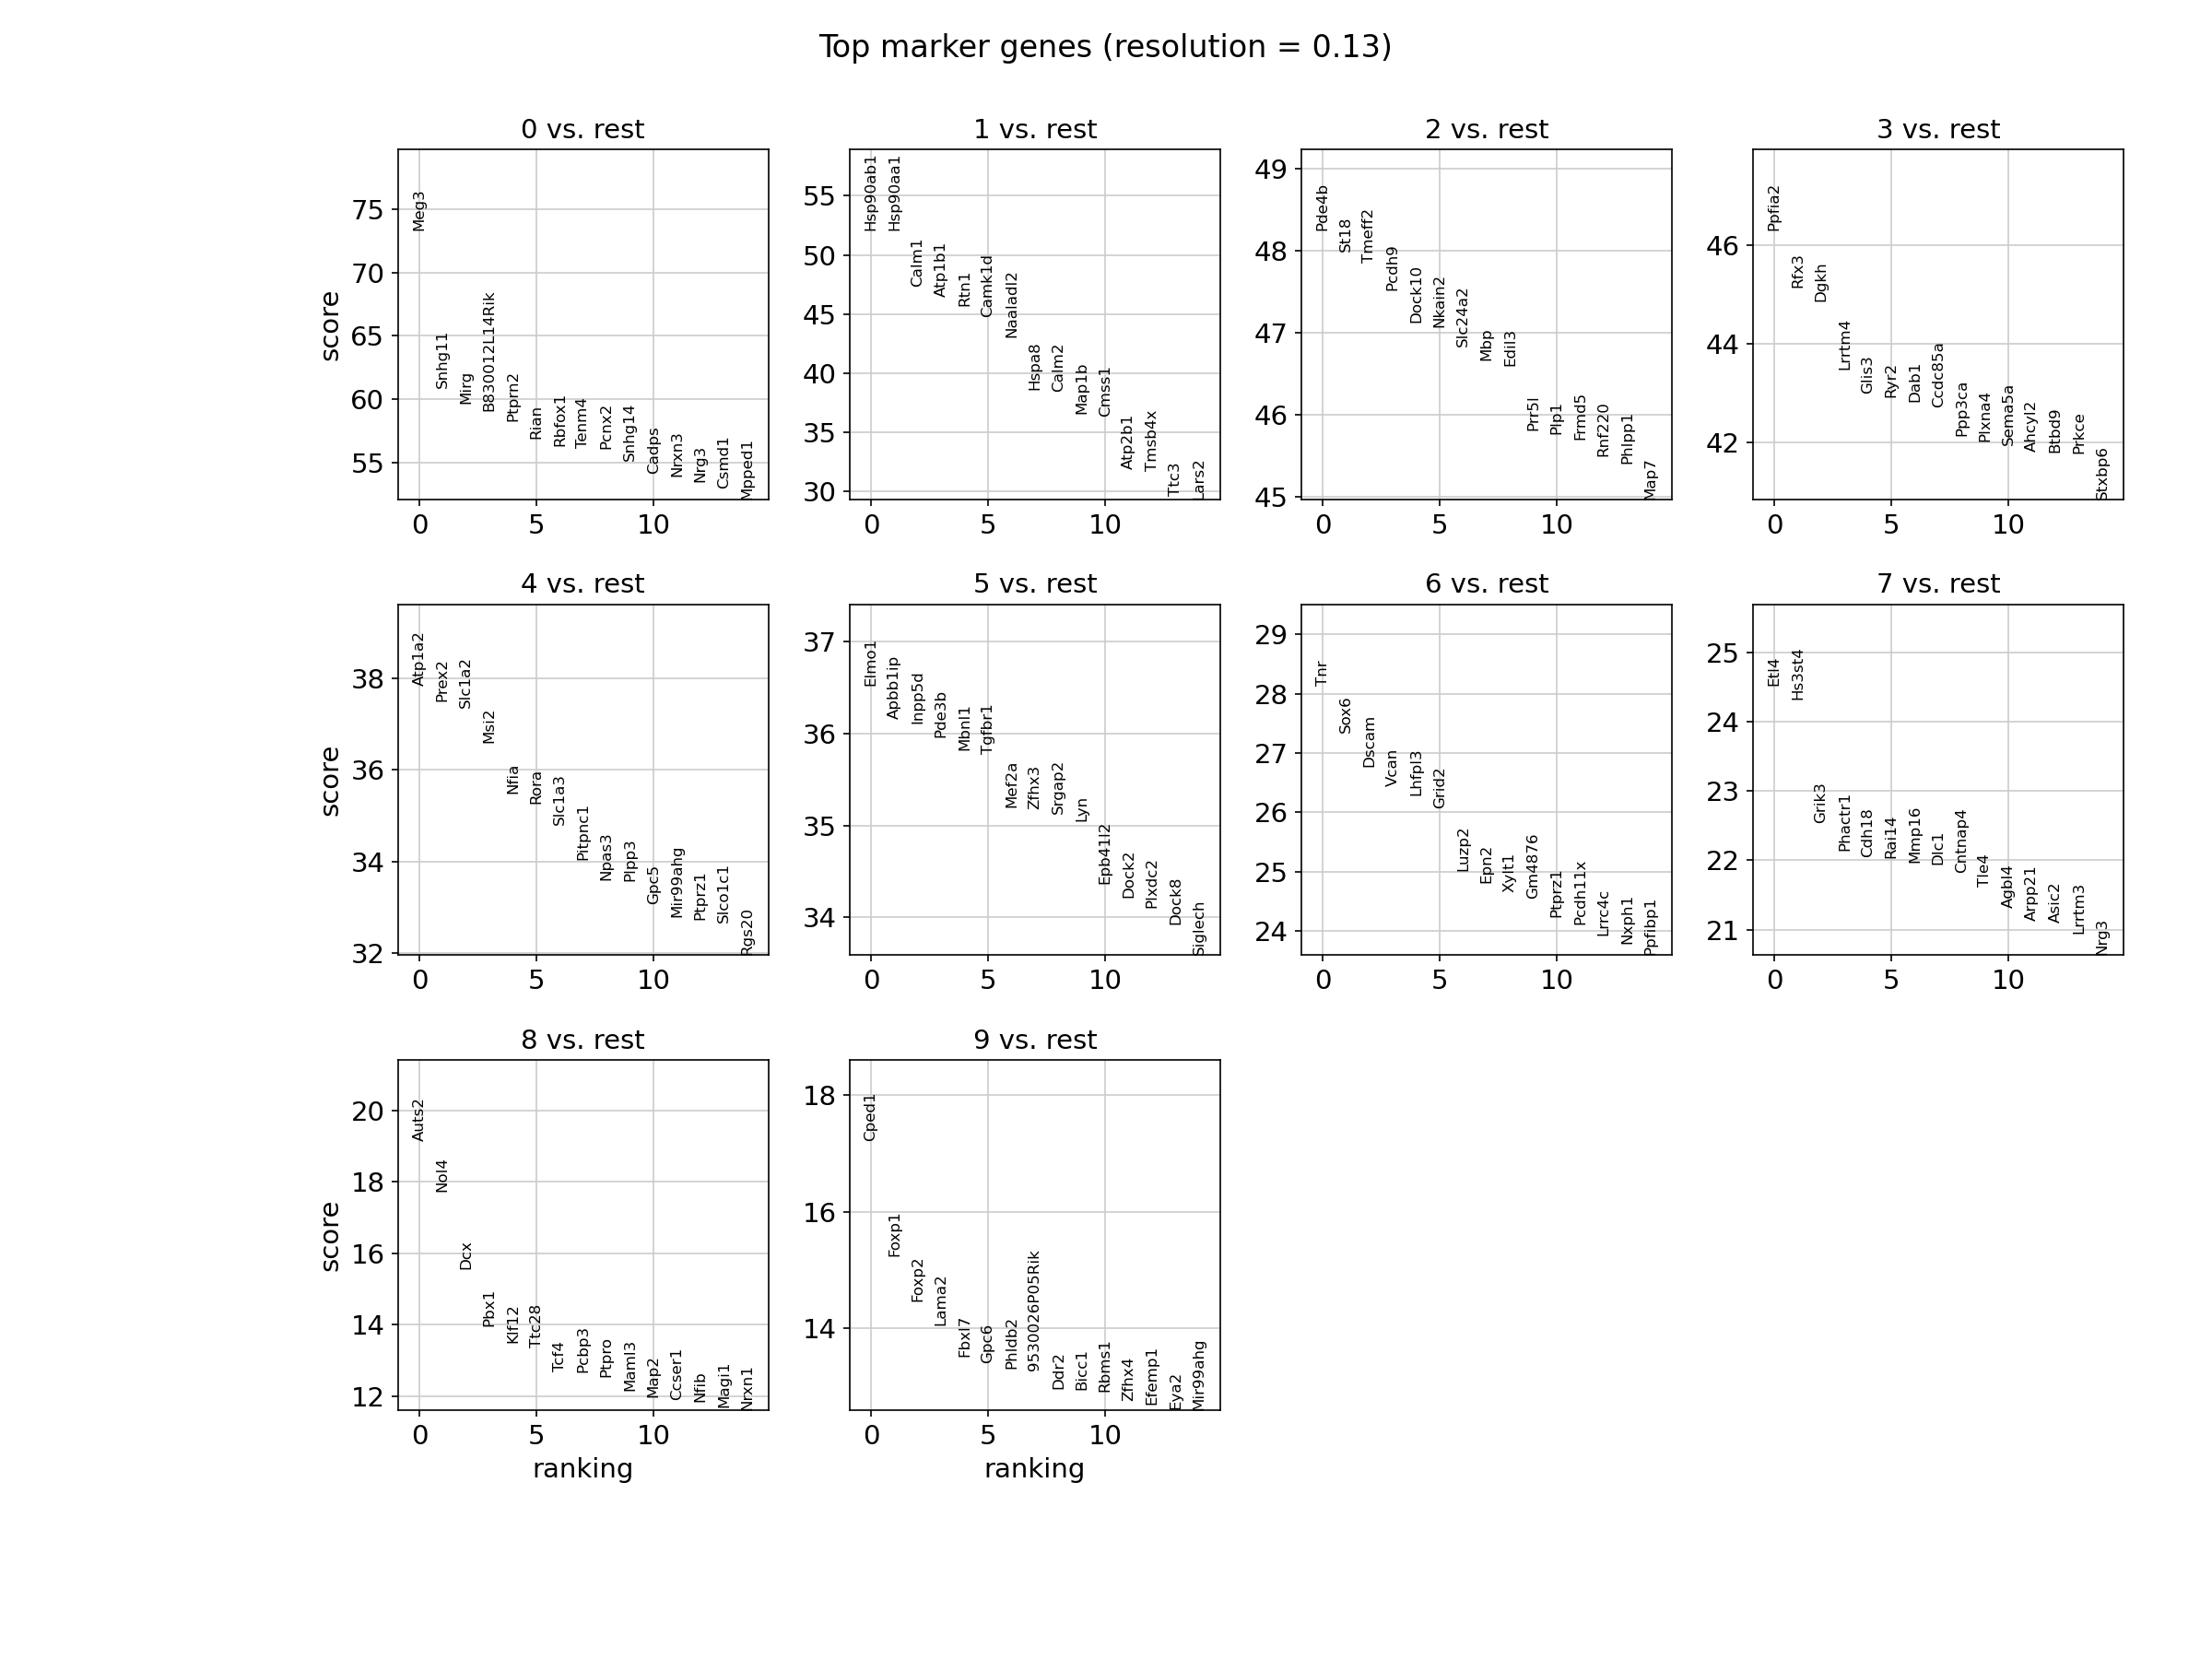 Top marker genes (resolution = 0.13)
0 vs. rest
score
75
70
65
60
55
Meg3
Snhg11
Mirg
B830012L14Rik
Ptprn2
Rian
Rbfox1
Tenm4
Pcnx2
Snhg14
Cadps
Nrxn3
Nrg3
Csmd1
Mpped1
0 5 10
1 vs. rest
55
50
45
40
35
30
Hsp90ab1
Hsp90aa1
Calm1
Atp1b1
Rtn1
Camk1d
Naaladl2
Hspa8
Calm2
Map1b
Cmss1
Atp2b1
Tmsb4x
Ttc3
Lars2
0 5 10
2 vs. rest
49
48
47
46
45
Pde4b
St18
Tmeff2
Pcdh9
Dock10
Nkain2
Slc24a2
Mbp
Edil3
Prr5l
Plp1
Frmd5
Rnf220
Phlpp1
Map7
0 5 10
3 vs. rest
46
44
42
Ppfia2
Rfx3
Dgkh
Lrrtm4
Glis3
Ryr2
Dab1
Ccdc85a
Ppp3ca
Plxna4
Sema5a
Ahcyl2
Btbd9
Prkce
Stxbp6
0 5 10
4 vs. rest
score
38
36
34
32
Atp1a2
Prex2
Slc1a2
Msi2
Nfia
Rora
Slc1a3
Pitpnc1
Npas3
Plpp3
Gpc5
Mir99ahg
Ptprz1
Slco1c1
Rgs20
0 5 10
5 vs. rest
37
36
35
34
Elmo1
Apbb1ip
Inpp5d
Pde3b
Mbnl1
Tgfbr1
Mef2a
Zfhx3
Srgap2
Lyn
Epb41l2
Dock2
Plxdc2
Dock8
Siglech
0 5 10
6 vs. rest
29
28
27
26
25
24
Tnr
Sox6
Dscam
Vcan
Lhfpl3
Grid2
Luzp2
Epn2
Xylt1
Gm4876
Ptprz1
Pcdh11x
Lrrc4c
Nxph1
Ppfibp1
0 5 10
7 vs. rest
25
24
23
22
21
Etl4
Hs3st4
Grik3
Phactr1
Cdh18
Rai14
Mmp16
Dlc1
Cntnap4
Tle4
Agbl4
Arpp21
Asic2
Lrrtm3
Nrg3
0 5 10
8 vs. rest
score
20
18
16
14
12
Auts2
Nol4
Dcx
Pbx1
Klf12
Ttc28
Tcf4
Pcbp3
Ptpro
Maml3
Map2
Ccser1
Nfib
Magi1
Nrxn1
0 5 10
ranking
9 vs. rest
18
16
14
Cped1
Foxp1
Foxp2
Lama2
Fbxl7
Gpc6
Phldb2
9530026P05Rik
Ddr2
Bicc1
Rbms1
Zfhx4
Efemp1
Eya2
Mir99ahg
0 5 10
ranking